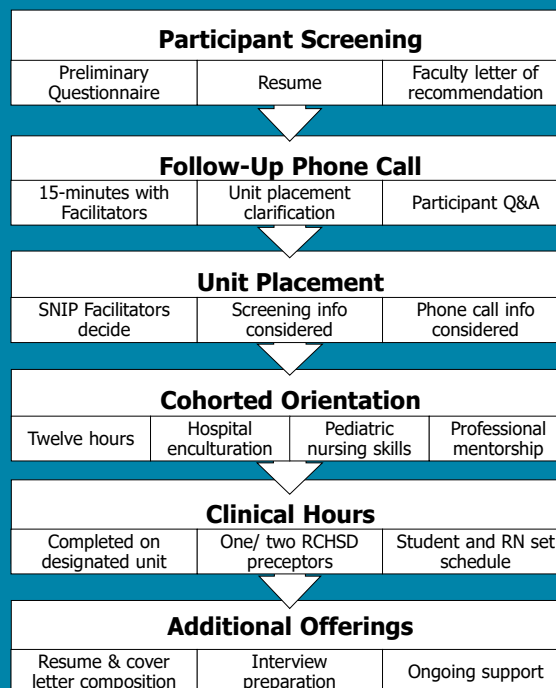 Participant Screening
Preliminary
Questionnaire
Resume
Faculty letter of
recommendation
Follow-Up Phone Call
15-minutes with
Facilitators
Unit placement
clarification
Participant Q&A
Unit Placement
SNIP Facilitators
decide
Screening info
considered
Phone call info
considered
Cohorted Orientation
Twelve hours
Hospital
enculturation
Pediatric
nursing skills
Professional
mentorship
Clinical Hours
Completed on
designated unit
One/ two RCHSD
preceptors
Student and RN set
schedule
Additional Offerings
Resume & cover
letter composition
Interview
preparation
Ongoing support